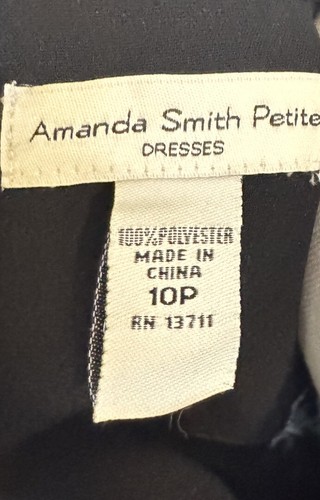 Amanda Smith Petite
DRESSES
100% POLYESTER
MADE IN
CHINA
10P
RN 13711